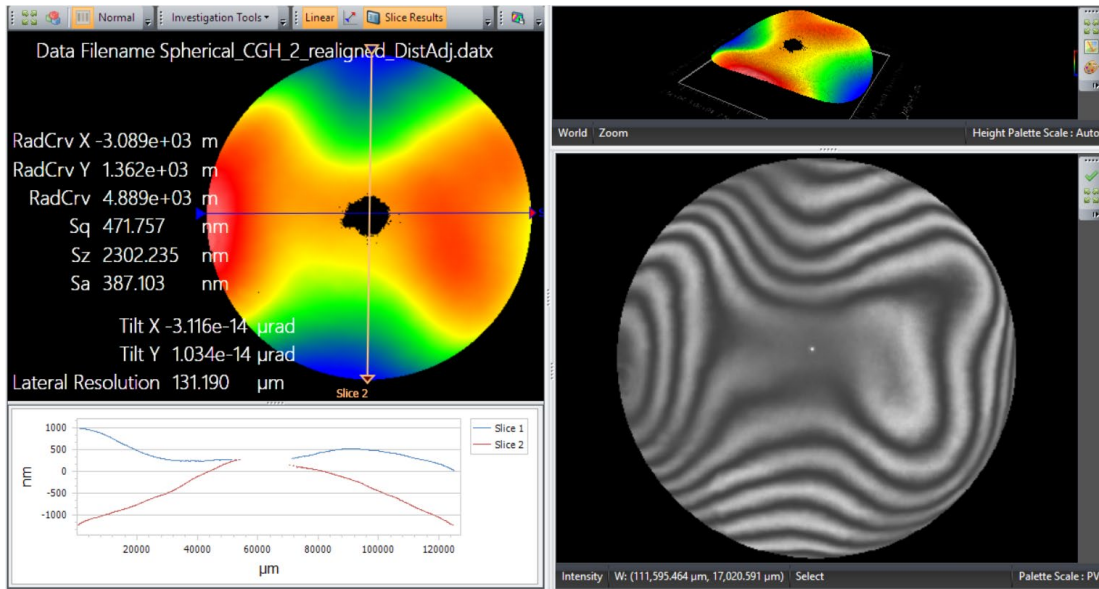 Normal Investigation Tools Linear Slice Results
Data Filename Spherical_CGH_2_realigned_DistAdj.datx
RadCrv X -3.089e+03 m
RadCrv Y 1.362e+03 m
RadCrv 4.889e+03 m
Sq 471.757 nm
Sz 2302.235 nm
Sa 387.103 nm
Tilt X -3.116e-14 µrad
Tilt Y 1.034e-14 µrad
Lateral Resolution 131.190 µm
Slice 2
1000
500
0
-500
-1000
nm
20000 40000 60000 80000 100000 120000
µm
Slice 1
Slice 2
World Zoom Height Palette Scale : Auto
Intensity W: (111,595.464 µm, 17,020.591 µm) Select Palette Scale : PV